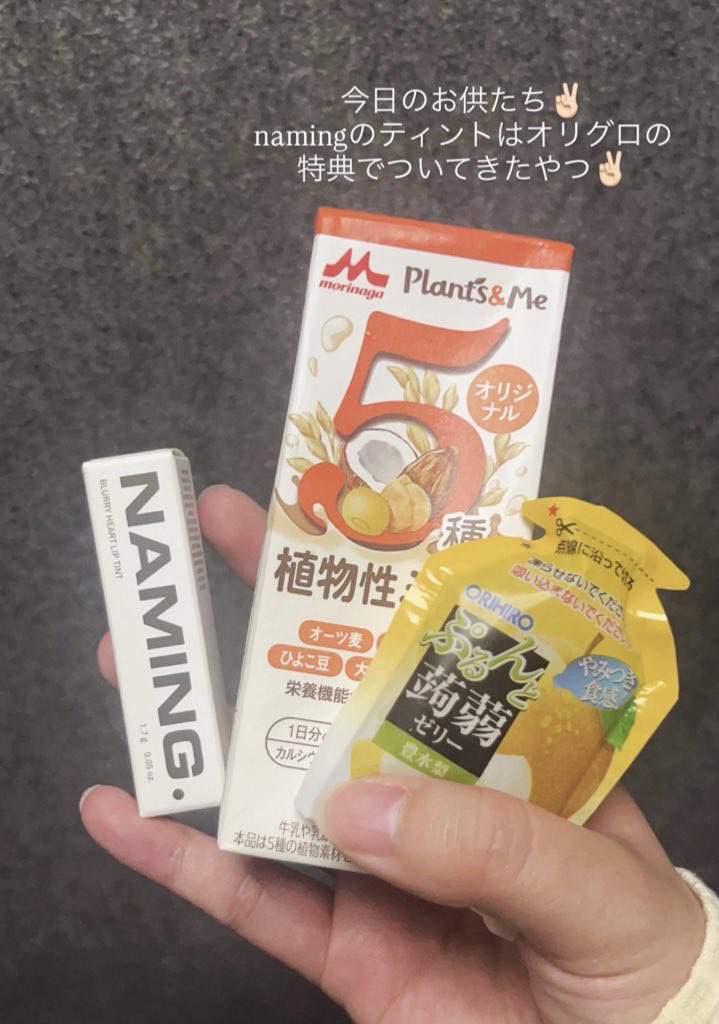 今日のお供たち✌🏻
namingのティントはオリグロの
特典でついてきたやつ✌🏻
morinaga
Plants&Me
オリジ
ナル
5
種
植物性
オーツ麦
ひよこ豆
大
栄養機能
1日分の
カルシウ
牛乳や乳
本品は5種の植物素材を
NAMING.
BLURRY HEART LIP TINT
1.7 g 0.05 oz.
点線に沿って切る
凍らせないでください
吸い込まないでください
ORIHIRO
ぷるんと
蒟蒻
ゼリー
豊水梨
やみつき
食感